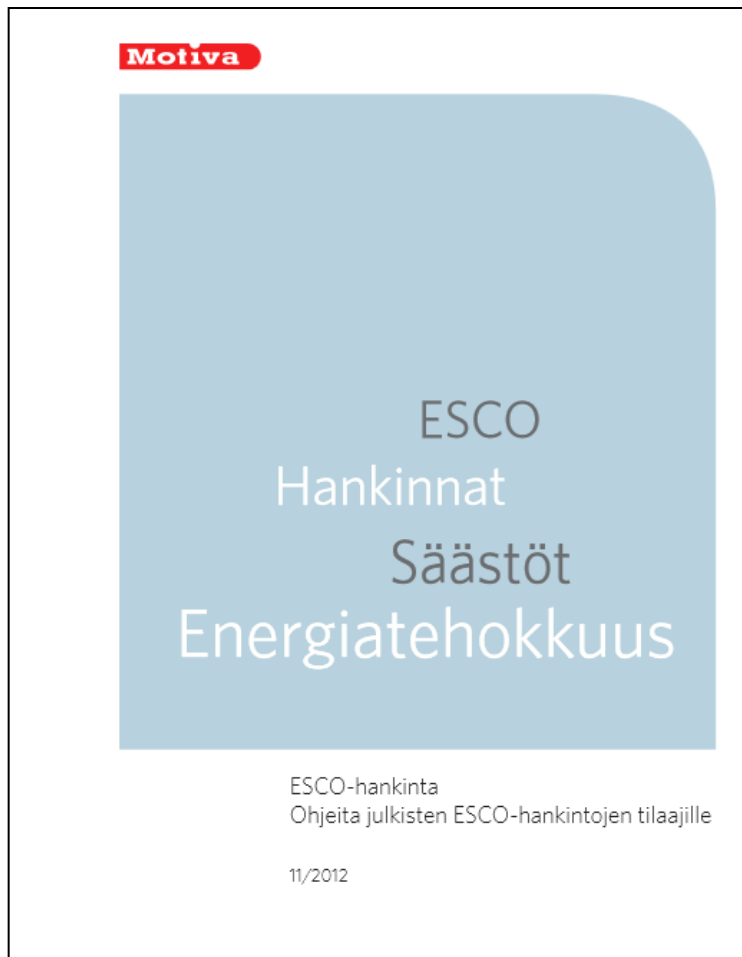 Motiva
ESCO
Hankinnat
Säästöt
Energiatehokkuus
ESCO-hankinta
Ohjeita julkisten ESCO-hankintojen tilaajille
11/2012